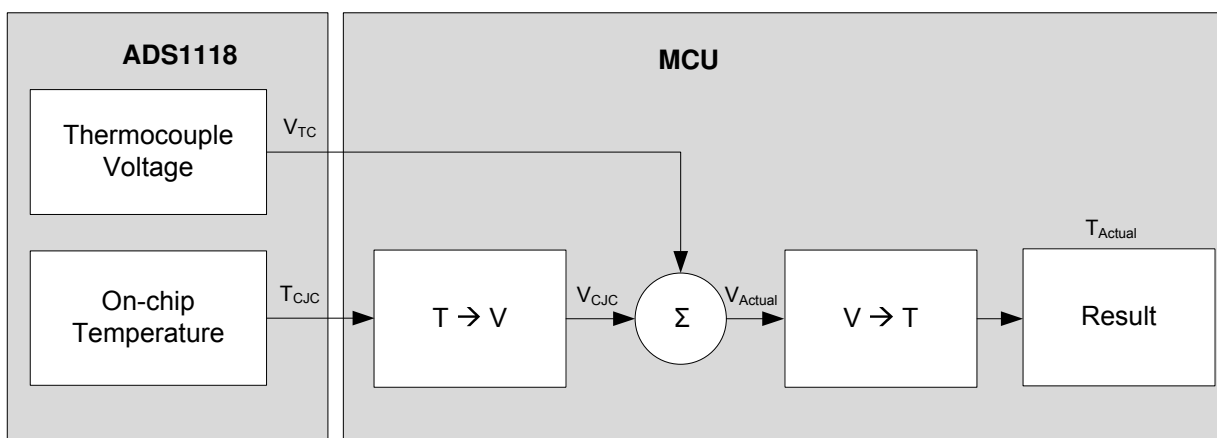 ADS1118
MCU
Thermocouple
Voltage
V_TC
On-chip
Temperature
T_CJC
T → V
V_CJC
Σ
V_Actual
V → T
T_Actual
Result